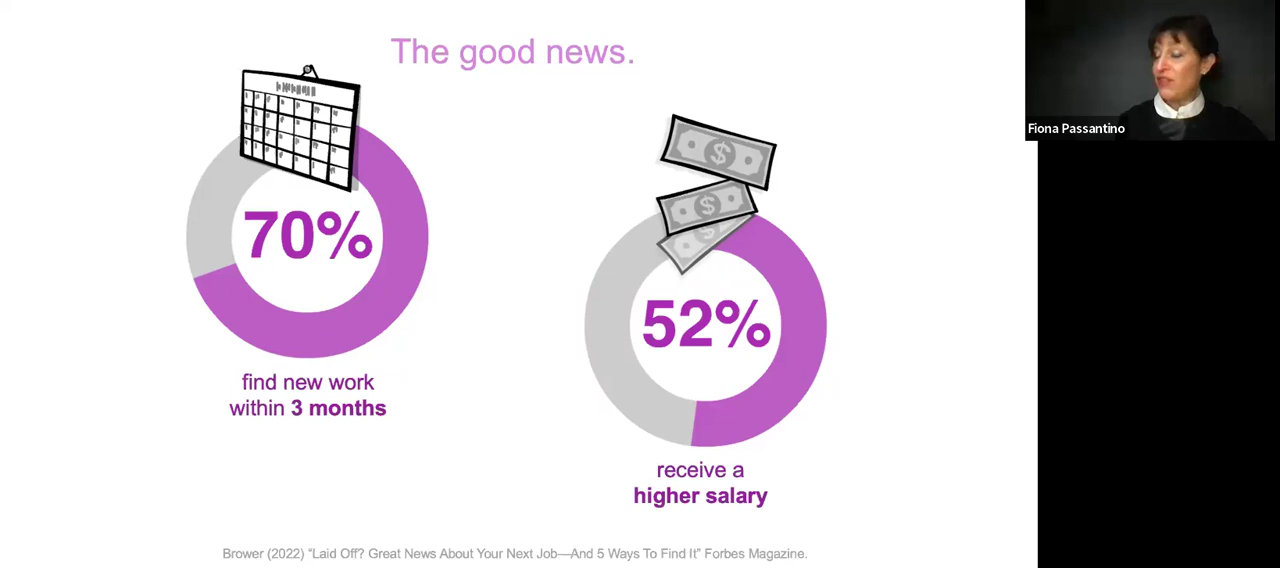 The good news.
Fiona Passantino
70%
find new work
within 3 months
$
$
$
52%
receive a
higher salary
Brower (2022) “Laid Off? Great News About Your Next Job—And 5 Ways To Find It” Forbes Magazine.